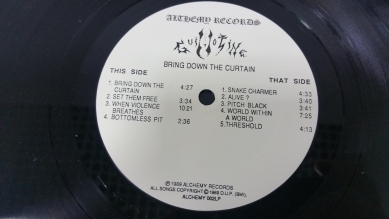 ALCHEMY RECORDS
GUILLOTINE
BRING DOWN THE CURTAIN
THIS SIDE
1. BRING DOWN THE
CURTAIN 4:27
2. SET THEM FREE 3:34
3. WHEN VIOLENCE 10:21
BREATHES
4. BOTTOMLESS PIT 2:36
THAT SIDE
1. SNAKE CHARMER 4:33
2. ALIVE ? 3:40
3. PITCH BLACK 3:41
4. WORLD WITHIN
A WORLD
5. THRESHOLD 4:13
℗ 1989 ALCHEMY RECORDS
ALL SONGS COPYRIGHT © 1989 D.U.P. (BMI).
ALCHEMY 002LP